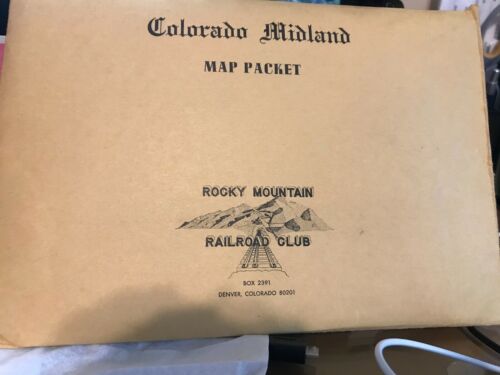 Colorado Midland
MAP PACKET
ROCKY MOUNTAIN
RAILROAD CLUB
BOX 2391
DENVER, COLORADO 80201